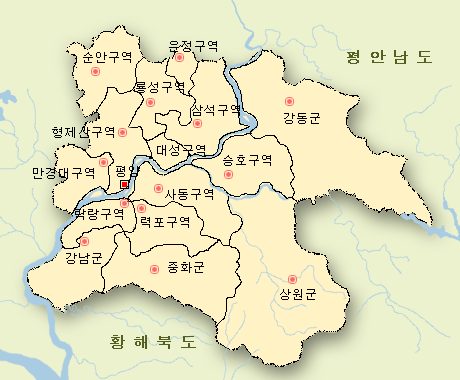 은정구역
순안구역
평안남도
룡성구역
삼석구역
강동군
형제산구역
대성구역
승호구역
만경대구역
평양
사동구역
락랑구역
력포구역
강남군
중화군
상원군
황해북도